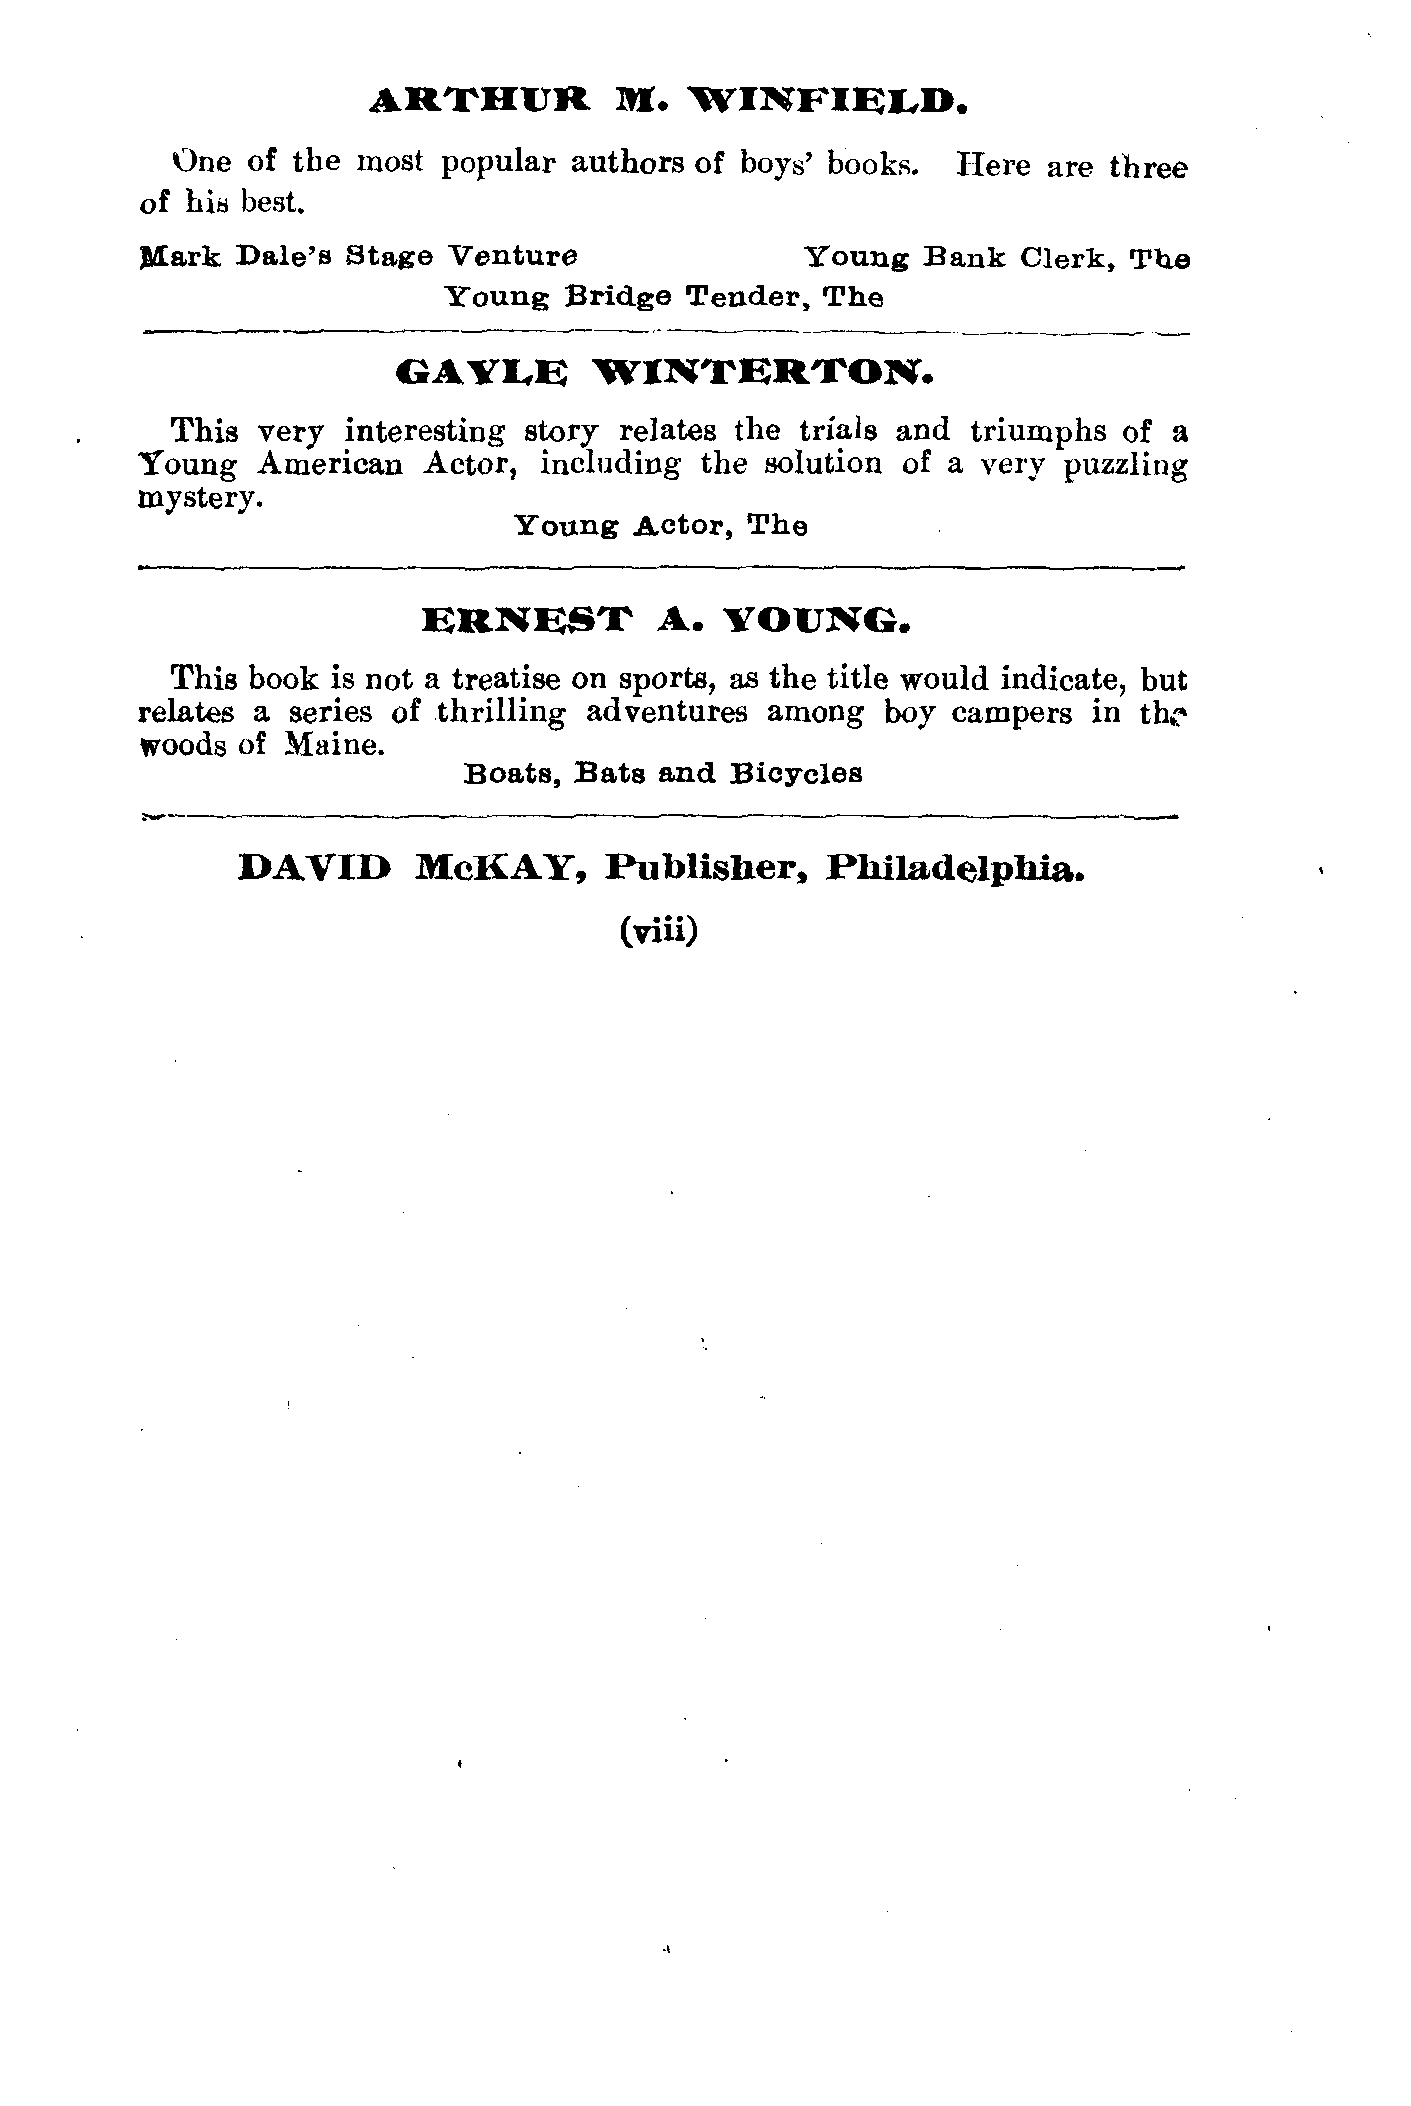 ARTHUR M. WINFIELD.
One of the most popular authors of boys' books. Here are three
of his best.
Mark Dale's Stage Venture Young Bank Clerk, The
Young Bridge Tender, The
GAYLE WINTERTON.
This very interesting story relates the trials and triumphs of a
Young American Actor, including the solution of a very puzzling
mystery.
Young Actor, The
ERNEST A. YOUNG.
This book is not a treatise on sports, as the title would indicate, but
relates a series of thrilling adventures among boy campers in the
woods of Maine.
Boats, Bats and Bicycles
DAVID McKAY, Publisher, Philadelphia.
(viii)